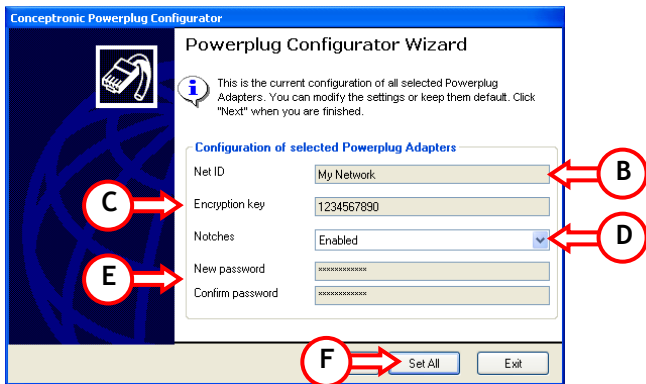 Conceptronic Powerplug Configurator
Powerplug Configurator Wizard
This is the current configuration of all selected Powerplug
Adapters. You can modify the settings or keep them default. Click
"Next" when you are finished.
Configuration of selected Powerplug Adapters
Net ID
My Network
B
C
Encryption key
1234567890
Notches
Enabled
D
E
New password
xxxxxxxxxxxx
Confirm password
xxxxxxxxxxxx
F
Set All
Exit